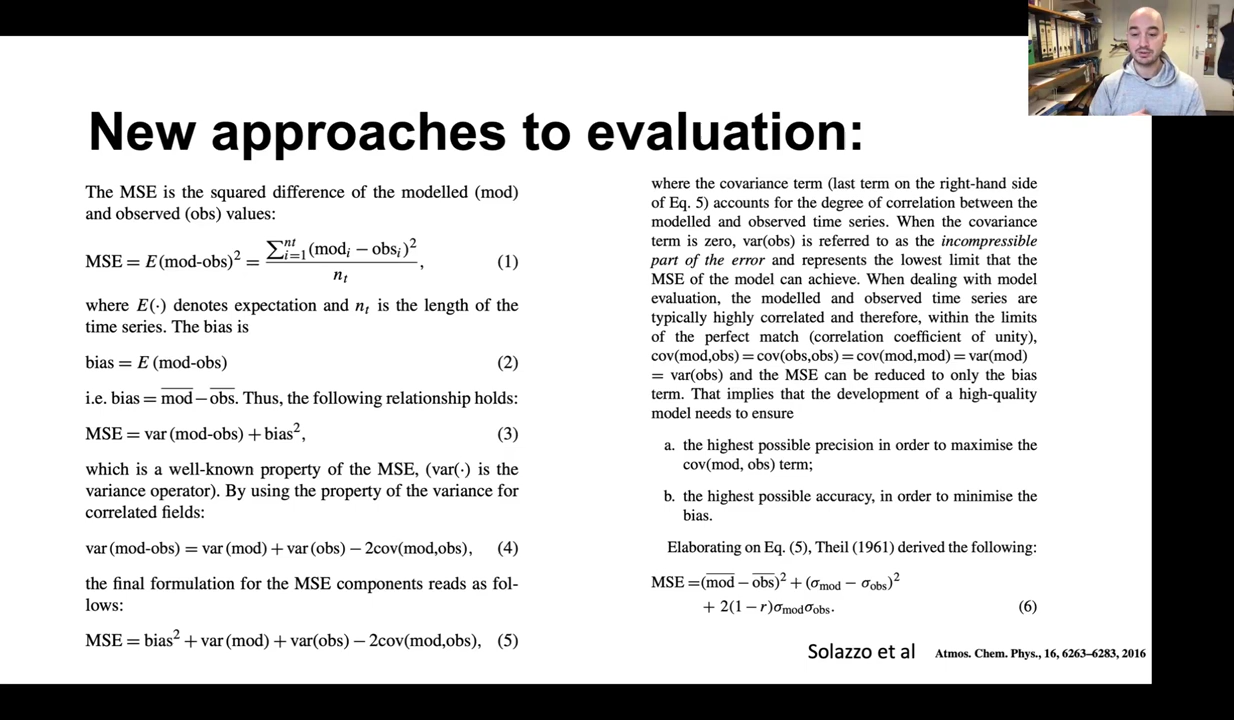 New approaches to evaluation:
The MSE is the squared difference of the modelled (mod)
and observed (obs) values:
MSE = E(mod-obs)² = ∑ⁿᵗᵢ₌₁(modᵢ − obsᵢ)² / nₜ, (1)
where E(·) denotes expectation and nₜ is the length of the
time series. The bias is
bias = E (mod-obs) (2)
i.e. bias = m̅o̅d̅ − o̅b̅s̅. Thus, the following relationship holds:
MSE = var (mod-obs) + bias², (3)
which is a well-known property of the MSE, (var(·) is the
variance operator). By using the property of the variance for
correlated fields:
var (mod-obs) = var (mod) + var (obs) − 2cov(mod,obs), (4)
the final formulation for the MSE components reads as fol-
lows:
MSE = bias² + var (mod) + var(obs) − 2cov(mod,obs), (5)
where the covariance term (last term on the right-hand side
of Eq. 5) accounts for the degree of correlation between the
modelled and observed time series. When the covariance
term is zero, var(obs) is referred to as the incompressible
part of the error and represents the lowest limit that the
MSE of the model can achieve. When dealing with model
evaluation, the modelled and observed time series are
typically highly correlated and therefore, within the limits
of the perfect match (correlation coefficient of unity),
cov(mod,obs) = cov(obs,obs) = cov(mod,mod) = var(mod)
= var(obs) and the MSE can be reduced to only the bias
term. That implies that the development of a high-quality
model needs to ensure
a. the highest possible precision in order to maximise the
cov(mod, obs) term;
b. the highest possible accuracy, in order to minimise the
bias.
Elaborating on Eq. (5), Theil (1961) derived the following:
MSE =(m̅o̅d̅ − o̅b̅s̅)² + (σmod − σobs)²
+ 2(1 − r)σmodσobs. (6)
Solazzo et al Atmos. Chem. Phys., 16, 6263–6283, 2016